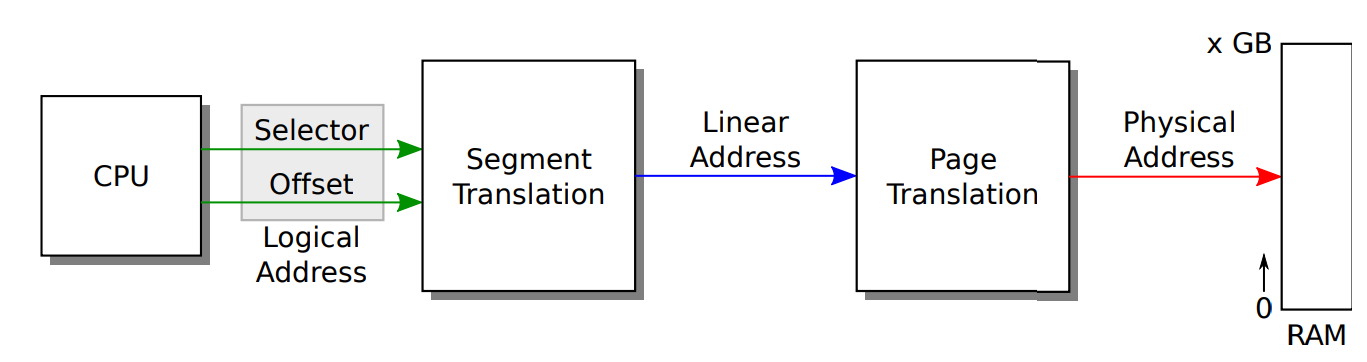 CPU
Selector
Offset
Logical
Address
Segment
Translation
Linear
Address
Page
Translation
Physical
Address
x GB
0
RAM